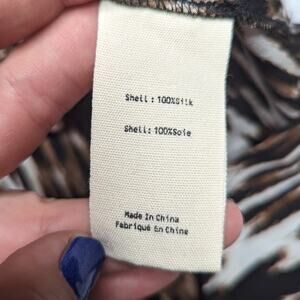 Shell: 100%Silk
Shell: 100%Soie
Made In China
Fabriqué En Chine